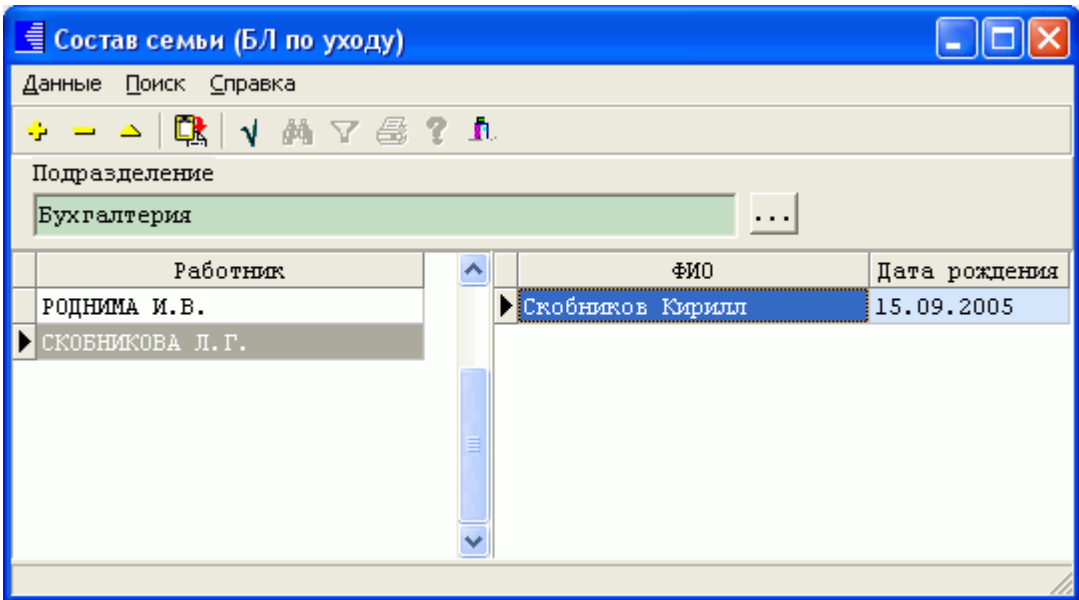 Состав семьи (БЛ по уходу)
Данные Поиск Справка
Подразделение
Бухгалтерия
...
Работник ФИО Дата рождения
РОДНИМА И.В. Скобников Кирилл 15.09.2005
СКОБНИКОВА Л.Г.